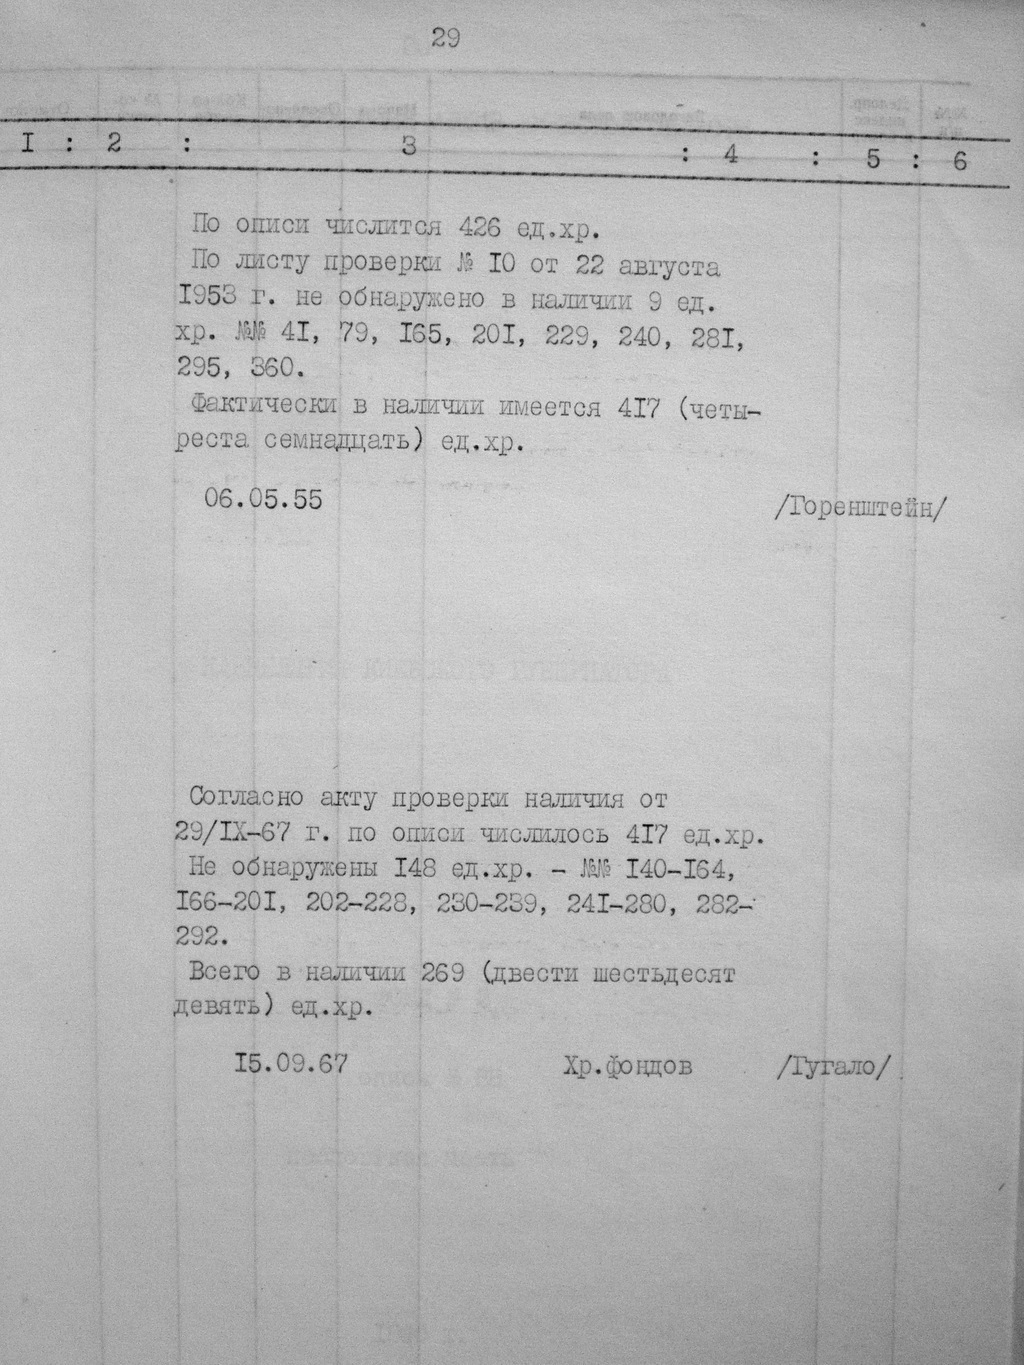 29
I : 2 : 3 : 4 : 5 : 6
По описи числится 426 ед.хр.
По листу проверки № I0 от 22 августа
I953 г. не обнаружено в наличии 9 ед.
хр. №№ 4I, 79, I65, 20I, 229, 240, 28I,
295, 360.
Фактически в наличии имеется 4I7 (четы-
реста семнадцать) ед.хр.
06.05.55 /Горенштейн/
Согласно акту проверки наличия от
29/IX-67 г. по описи числилось 4I7 ед.хр.
Не обнаружены I48 ед.хр. - №№ I40-I64,
I66-20I, 202-228, 230-239, 24I-280, 282-
292.
Всего в наличии 269 (двести шестьдесят
девять) ед.хр.
I5.09.67 Хр.фондов /Тугало/